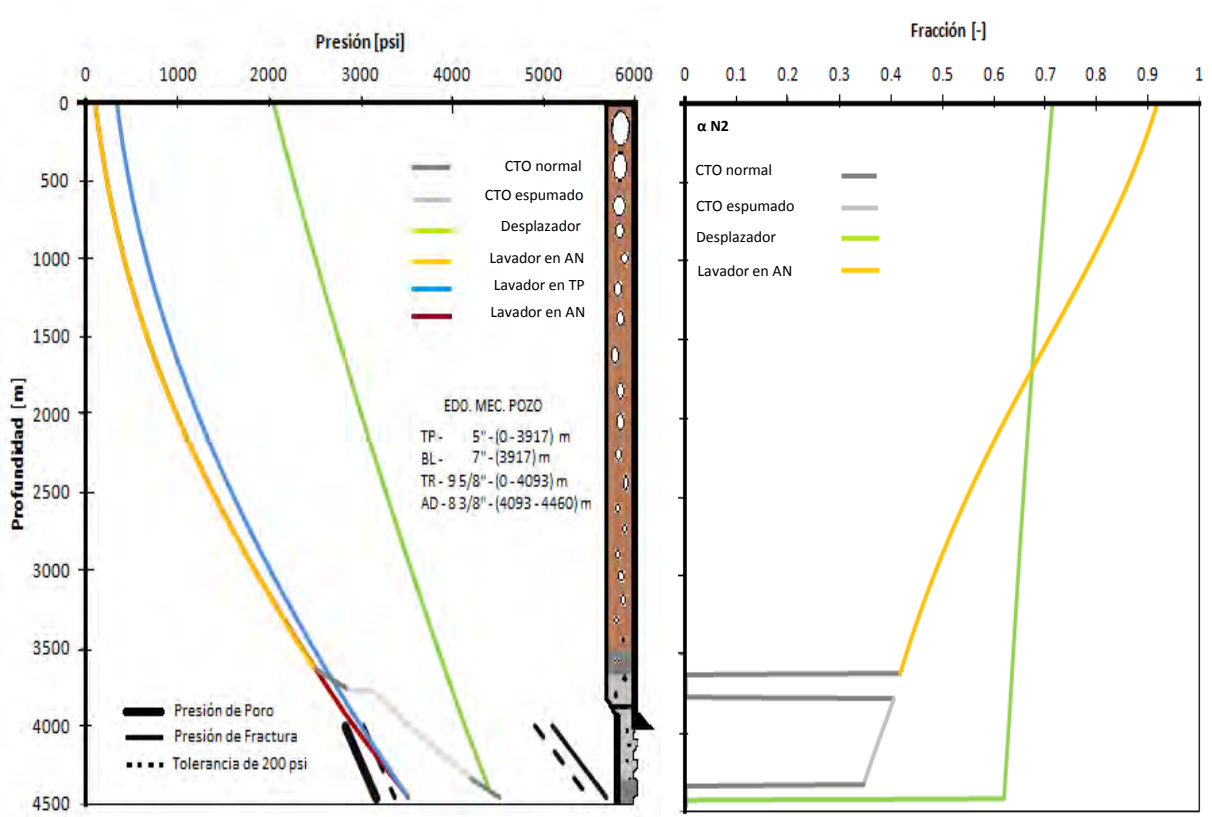 Presión [psi]
0 1000 2000 3000 4000 5000 6000
Profundidad [m]
0
500
1000
1500
2000
2500
3000
3500
4000
4500
CTO normal
CTO espumado
Desplazador
Lavador en AN
Lavador en TP
Lavador en AN
EDO. MEC. POZO
TP - 5" - (0 - 3917) m
BL - 7" - (3917) m
TR - 9 5/8" - (0 - 4093) m
AD - 8 3/8" - (4093 - 4460) m
Presión de Poro
Presión de Fractura
Tolerancia de 200 psi
Fracción [-]
0 0.1 0.2 0.3 0.4 0.5 0.6 0.7 0.8 0.9 1
α N2
CTO normal
CTO espumado
Desplazador
Lavador en AN